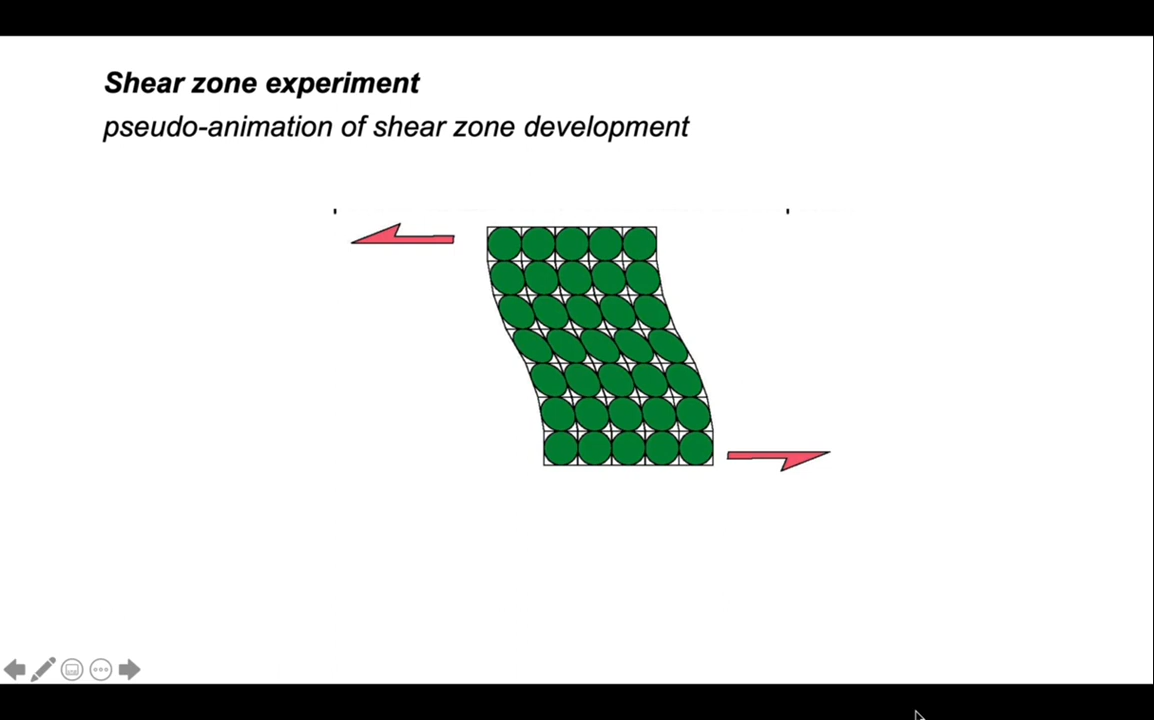 Shear zone experiment
pseudo-animation of shear zone development